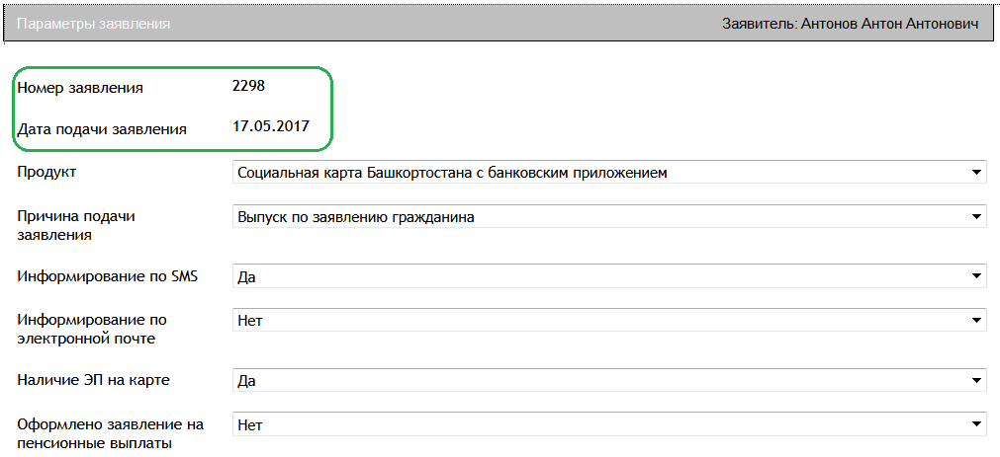 Параметры заявления Заявитель: Антонов Антон Антонович
Номер заявления 2298
Дата подачи заявления 17.05.2017
Продукт Социальная карта Башкортостана с банковским приложением
Причина подачи
заявления Выпуск по заявлению гражданина
Информирование по SMS Да
Информирование по
электронной почте Нет
Наличие ЭП на карте Да
Оформлено заявление на
пенсионные выплаты Нет